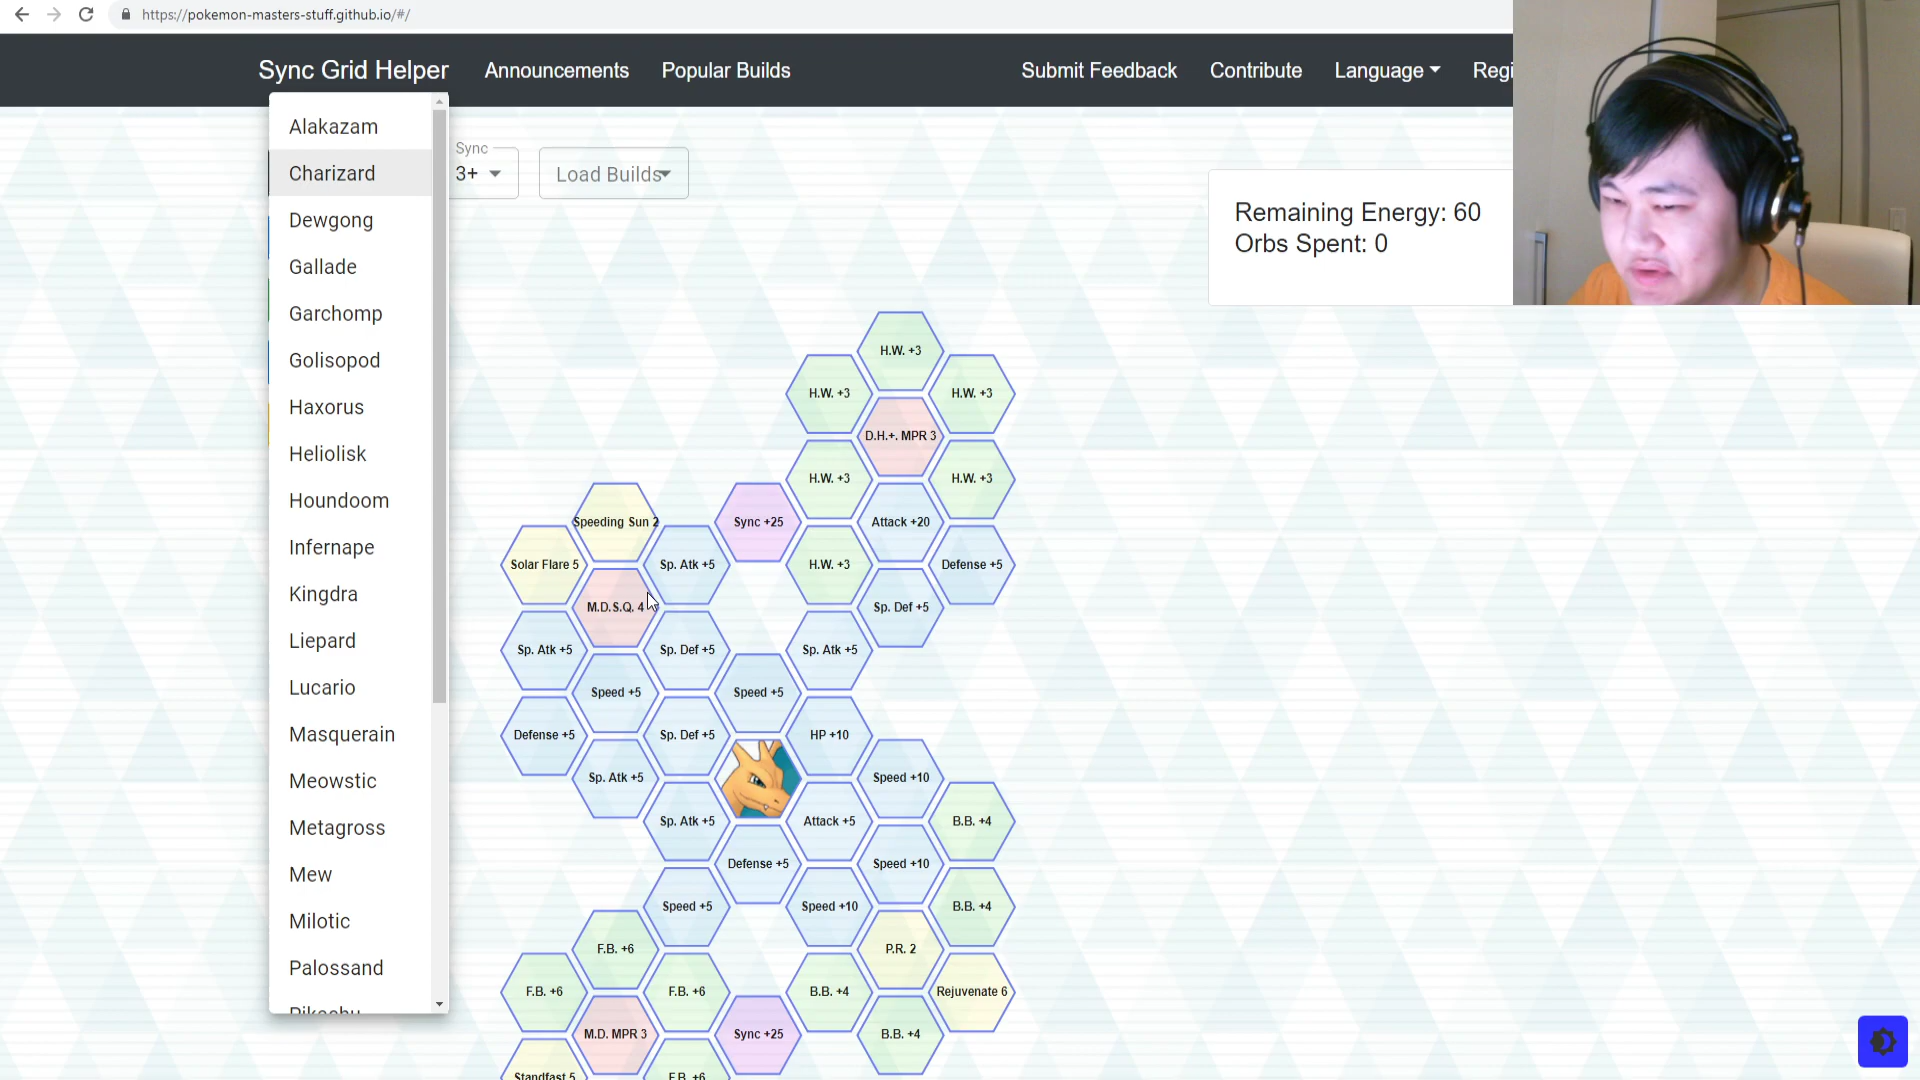 https://pokemon-masters-stuff.github.io/#/
Sync Grid Helper
Announcements
Popular Builds
Submit Feedback
Contribute
Language
Regi
Alakazam
Charizard
Dewgong
Gallade
Garchomp
Golisopod
Haxorus
Heliolisk
Houndoom
Infernape
Kingdra
Liepard
Lucario
Masquerain
Meowstic
Metagross
Mew
Milotic
Palossand
Pikachu
Sync
3+
Load Builds
Remaining Energy: 60
Orbs Spent: 0
H.W. +3
H.W. +3
H.W. +3
D.H.+. MPR 3
H.W. +3
H.W. +3
Speeding Sun 2
Sync +25
Attack +20
Solar Flare 5
Sp. Atk +5
H.W. +3
Defense +5
M.D.S.Q. 4
Sp. Def +5
Sp. Atk +5
Sp. Def +5
Sp. Atk +5
Speed +5
Speed +5
Defense +5
Sp. Def +5
HP +10
Sp. Atk +5
Speed +10
Sp. Atk +5
Attack +5
B.B. +4
Defense +5
Speed +10
Speed +5
Speed +10
B.B. +4
F.B. +6
P.R. 2
F.B. +6
F.B. +6
B.B. +4
Rejuvenate 6
M.D. MPR 3
Sync +25
B.B. +4
Standfast 5
F.B. +6